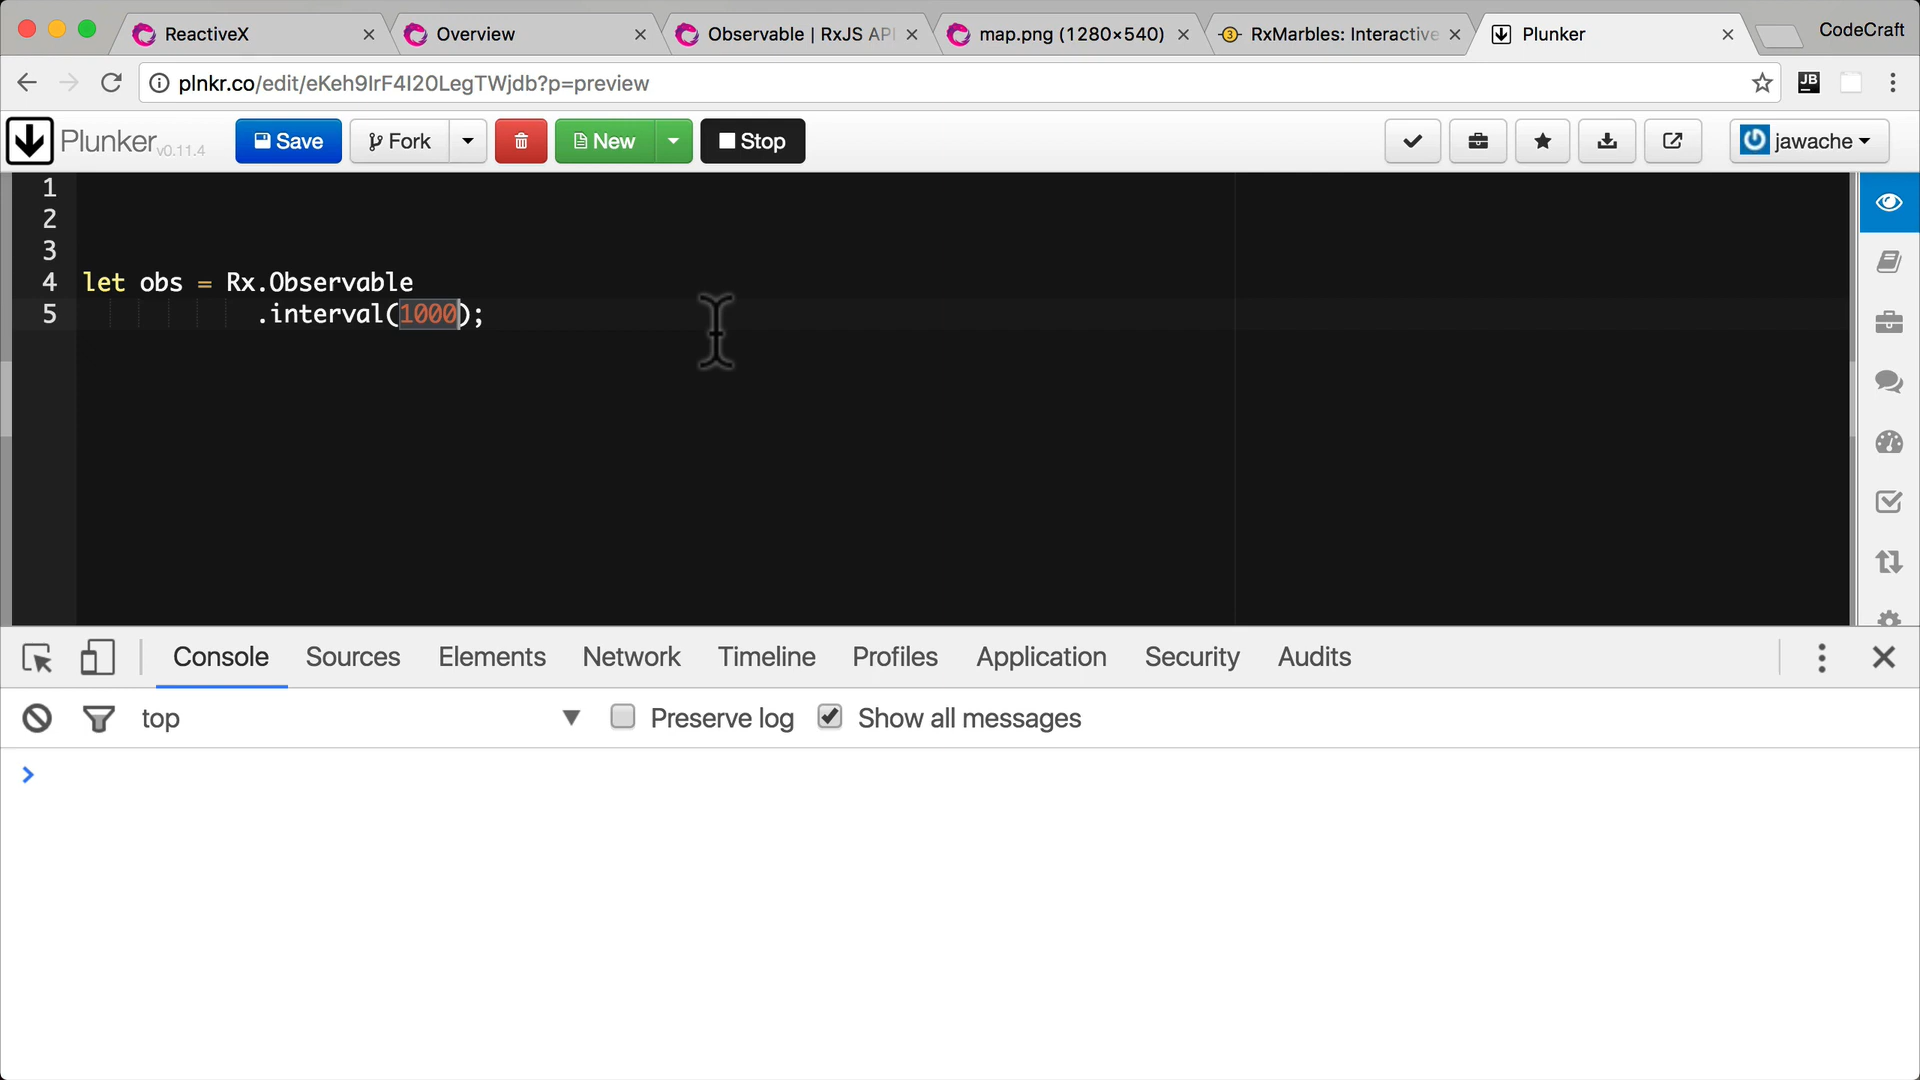 ReactiveX
Overview
Observable | RxJS API
map.png (1280×540)
RxMarbles: Interactive
Plunker
CodeCraft
plnkr.co/edit/eKeh9IrF4I20LegTWjdb?p=preview
JB
Plunker v0.11.4
Save
Fork
New
Stop
jawache
1
2
3
4 let obs = Rx.Observable
5 .interval(1000);
Console
Sources
Elements
Network
Timeline
Profiles
Application
Security
Audits
top
Preserve log
Show all messages